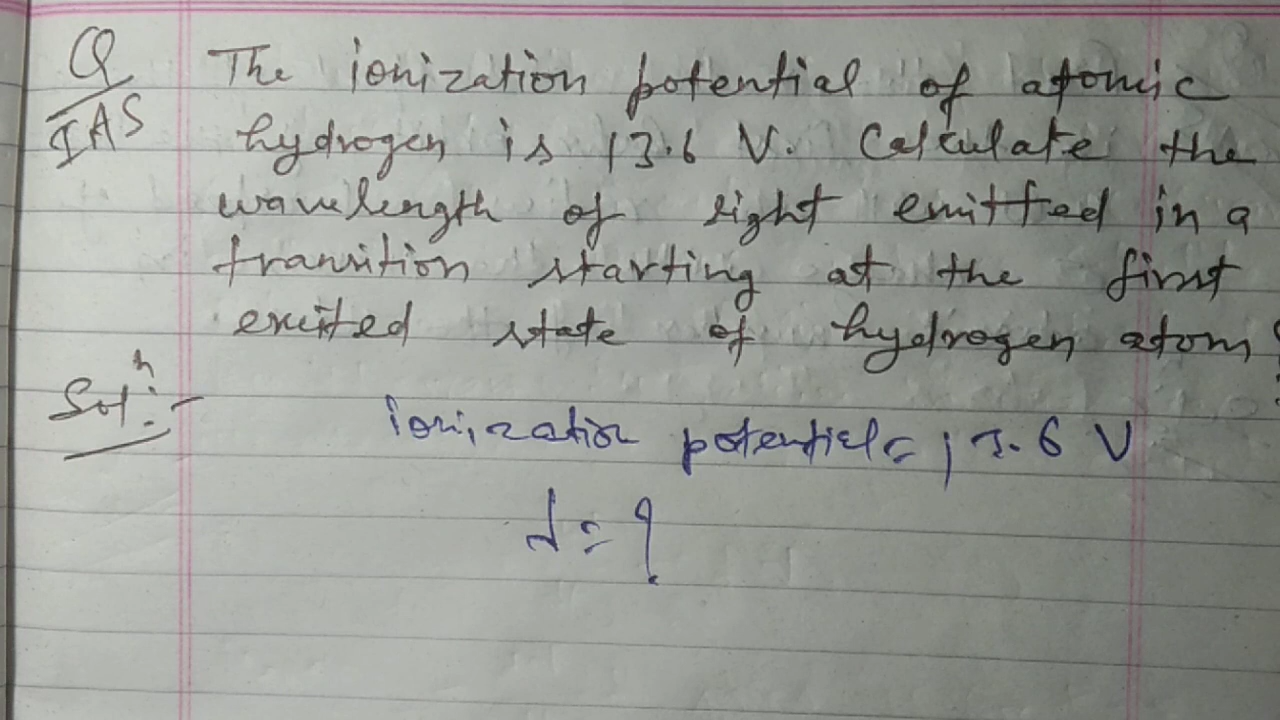 Q The ionization potential of atomic
IAS hydrogen is 13.6 V. Calculate the
wavelength of light emitted in a
transition starting at the first
excited state of hydrogen atom?
Solⁿ:- ionization potential = 13.6 V
λ = ?